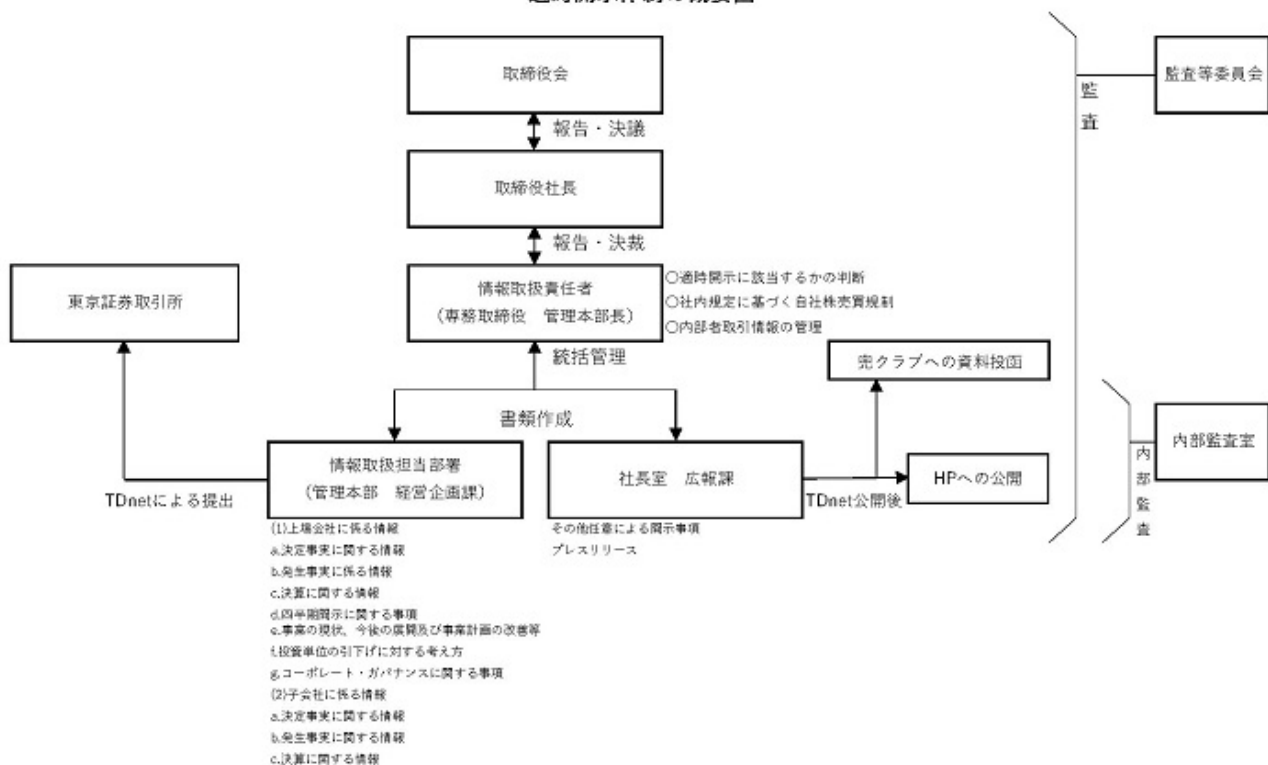 取締役会
監査等委員会
監査
報告・決議
取締役社長
報告・決裁
情報取扱責任者
(専務取締役 管理本部長)
○適時開示に該当するかの判断
○社内規定に基づく自社株売買規制
○内部者取引情報の管理
東京証券取引所
統括管理
兜クラブへの資料投函
書類作成
情報取扱担当部署
(管理本部 経営企画課)
社長室 広報課
HPへの公開
内部監査室
内部監査
TDnetによる提出
TDnet公開後
(1)上場会社に係る情報
a.決定事実に関する情報
b.発生事実に係る情報
c.決算に関する情報
d.四半期開示に関する事項
e.事業の現状、今後の展開及び事業計画の改善等
f.投資単位の引下げに対する考え方
g.コーポレート・ガバナンスに関する事項
(2)子会社に係る情報
a.決定事実に関する情報
b.発生事実に関する情報
c.決算に関する情報
その他任意による開示事項
プレスリリース